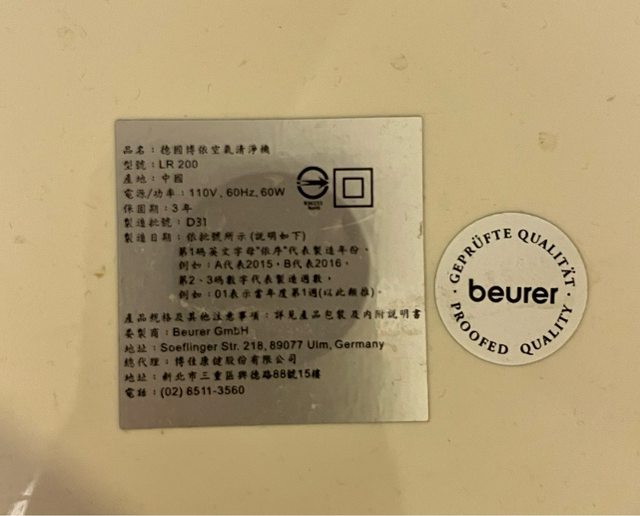 品名：德國博依空氣清淨機
型號：LR 200
產地：中國
電源/功率：110V, 60Hz, 60W
保固期：3年
製造批號：D31
製造日期：依批號所示(說明如下)
第1碼英文字母"依序"代表製造年份，
例如：A代表2015，B代表2016，
第2、3碼數字代表製造週數，
例如：01表示當年度第1週(以此類推)。
產品規格及其他注意事項：詳見產品包裝及內附說明書
委製商：Beurer GmbH
地址：Soeflinger Str. 218, 89077 Ulm, Germany
總代理：博佳康健股份有限公司
地址：新北市三重區興德路88號15樓
電話：(02) 8511-3560
GEPRÜFTE QUALITÄT
beurer
PROOFED QUALITY